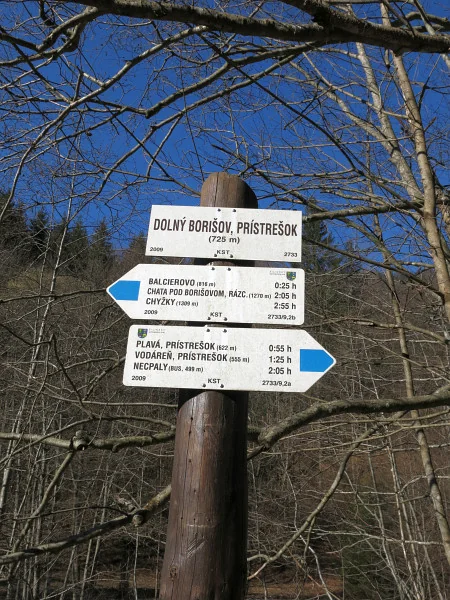 DOLNÝ BORIŠOV, PRÍSTREŠOK
(725 m)
2009 KST 2733
BALCIEROVO (818 m) 0:25 h
CHATA POD BORIŠOVOM, RÁZC. (1270 m) 2:05 h
CHYŽKY (1309 m) 2:55 h
2009 KST 2733/9,2b
PLAVÁ, PRÍSTREŠOK (622 m) 0:55 h
VODÁREŇ, PRÍSTREŠOK (555 m) 1:25 h
NECPALY (BUS, 499 m) 2:05 h
2009 KST 2733/9,2a